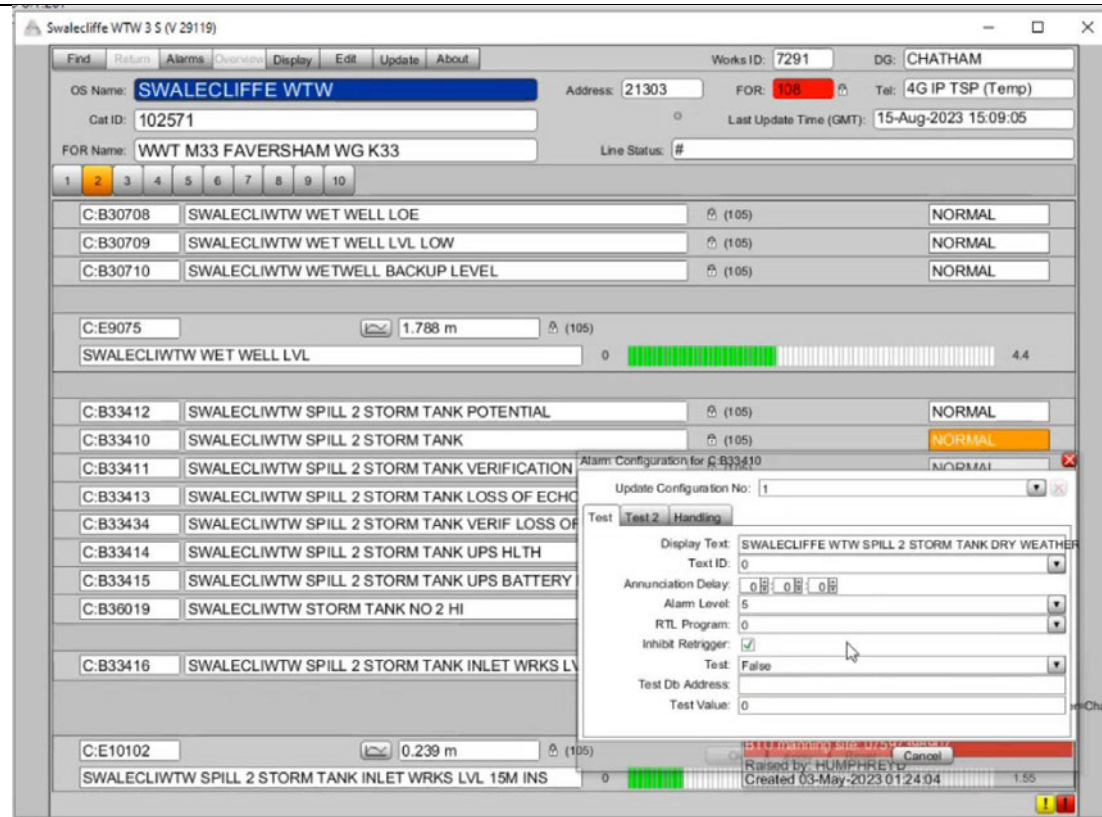 Swalecliffe WTW 3 S (V 29119)
Find Return Alarms Overview Display Edit Update About Works ID: 7291 DG: CHATHAM
OS Name: SWALECLIFFE WTW Address: 21303 FOR: 108 Tel: 4G IP TSP (Temp)
Cat ID: 102571 Last Update Time (GMT): 15-Aug-2023 15:09:05
FOR Name: WWT M33 FAVERSHAM WG K33 Line Status: #
1 2 3 4 5 6 7 8 9 10
C:B30708 SWALECLIWTW WET WELL LOE (105) NORMAL
C:B30709 SWALECLIWTW WET WELL LVL LOW (105) NORMAL
C:B30710 SWALECLIWTW WETWELL BACKUP LEVEL (105) NORMAL
C:E9075 1.788 m (105)
SWALECLIWTW WET WELL LVL 0 4.4
C:B33412 SWALECLIWTW SPILL 2 STORM TANK POTENTIAL (105) NORMAL
C:B33410 SWALECLIWTW SPILL 2 STORM TANK (105) NORMAL
C:B33411 SWALECLIWTW SPILL 2 STORM TANK VERIFICATION NORMAL
C:B33413 SWALECLIWTW SPILL 2 STORM TANK LOSS OF ECHO
C:B33434 SWALECLIWTW SPILL 2 STORM TANK VERIF LOSS OF
C:B33414 SWALECLIWTW SPILL 2 STORM TANK UPS HLTH
C:B33415 SWALECLIWTW SPILL 2 STORM TANK UPS BATTERY
C:B36019 SWALECLIWTW STORM TANK NO 2 HI
C:B33416 SWALECLIWTW SPILL 2 STORM TANK INLET WRKS LV
C:E10102 0.239 m (105)
SWALECLIWTW SPILL 2 STORM TANK INLET WRKS LVL 15M INS 0 1.55
Alarm Configuration for C:B33410
Update Configuration No: 1
Test Test 2 Handling
Display Text: SWALECLIFFE WTW SPILL 2 STORM TANK DRY WEATHER
Text ID: 0
Annunciation Delay: 0 : 0 : 0
Alarm Level: 5
RTL Program: 0
Inhibit Retrigger:
Test: False
Test Db Address:
Test Value: 0
Cancel
BTO manning site:
Raised by: HUMPHREYD
Created 03-May-2023 01:24:04